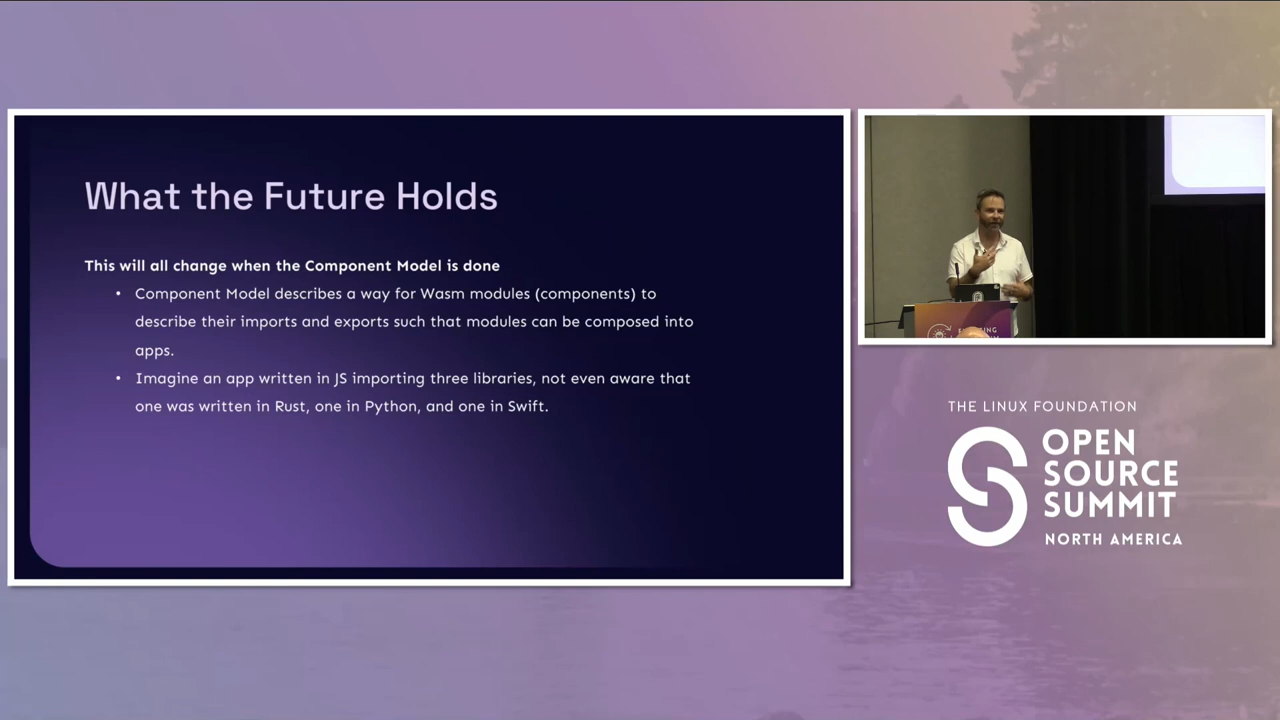 What the Future Holds
This will all change when the Component Model is done
• Component Model describes a way for Wasm modules (components) to
describe their imports and exports such that modules can be composed into
apps.
• Imagine an app written in JS importing three libraries, not even aware that
one was written in Rust, one in Python, and one in Swift.
THE LINUX FOUNDATION
OPEN
SOURCE
SUMMIT
NORTH AMERICA